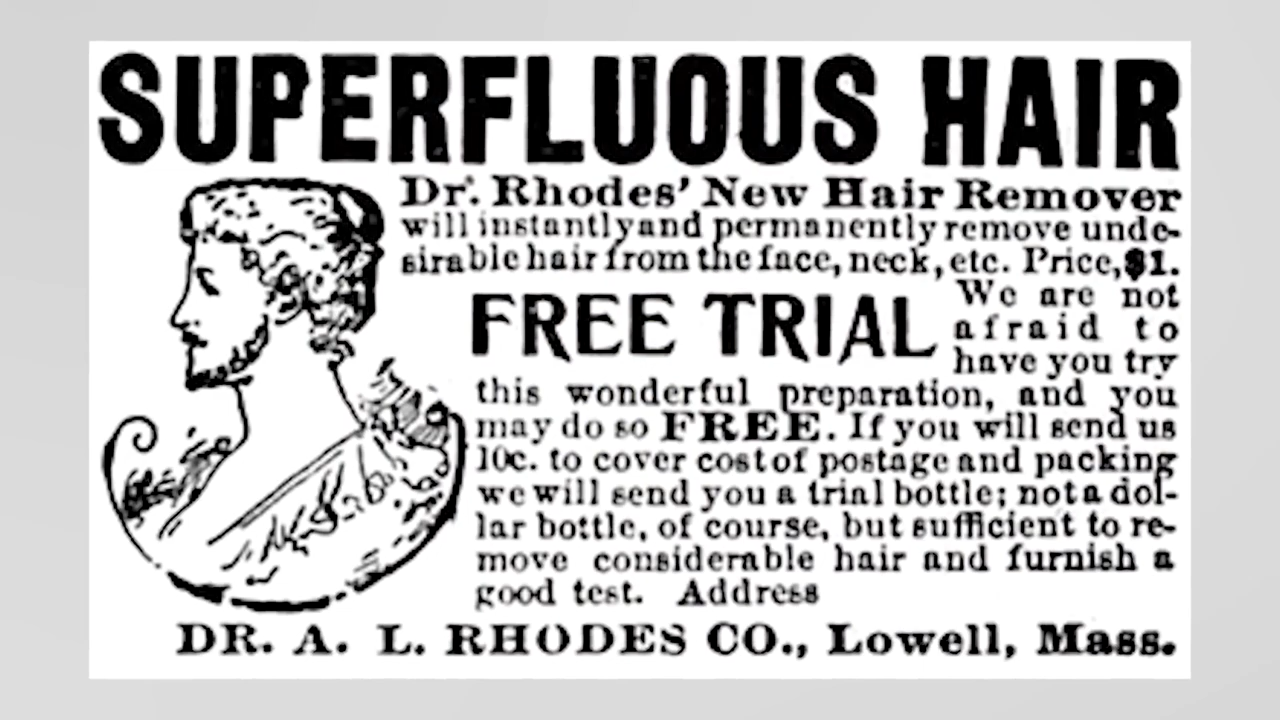 SUPERFLUOUS HAIR
Dr. Rhodes' New Hair Remover
will instantly and permanently remove unde-
sirable hair from the face, neck, etc. Price, $1.
FREE TRIAL
We are not
afraid to
have you try
this wonderful preparation, and you
may do so FREE. If you will send us
10c. to cover cost of postage and packing
we will send you a trial bottle; not a dol-
lar bottle, of course, but sufficient to re-
move considerable hair and furnish a
good test. Address
DR. A. L. RHODES CO., Lowell, Mass.